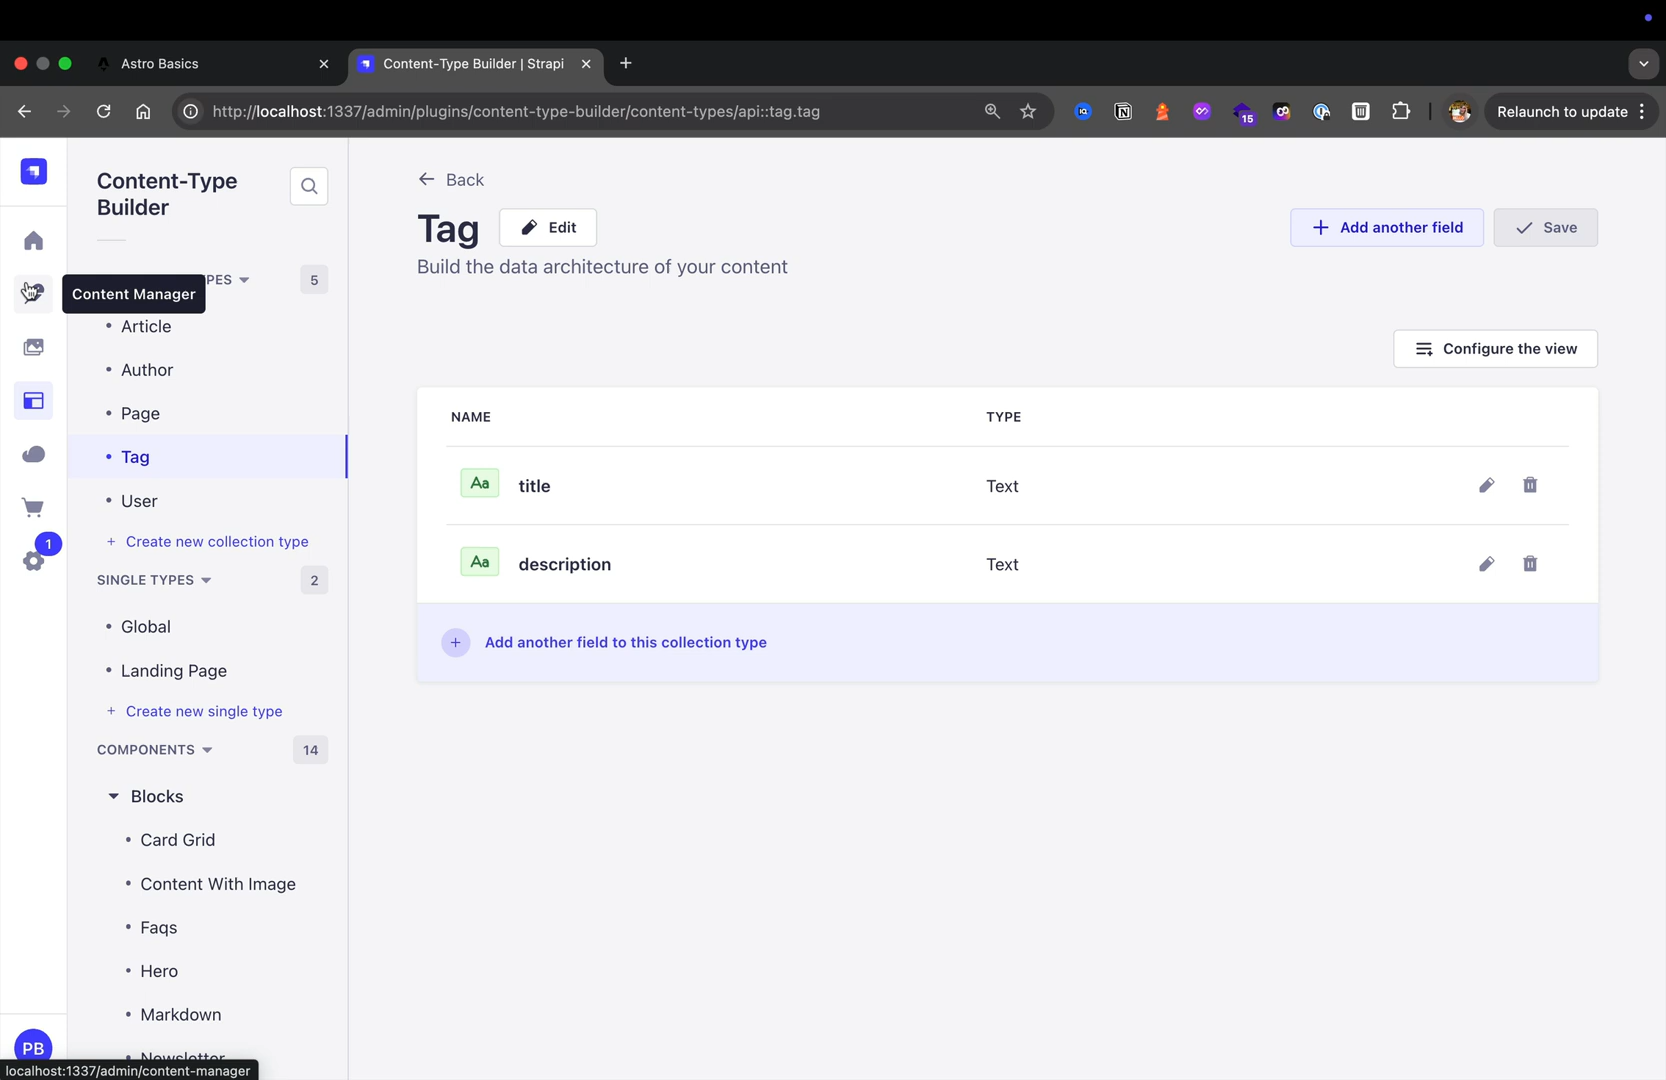 Astro Basics
Content-Type Builder | Strapi
http://localhost:1337/admin/plugins/content-type-builder/content-types/api::tag.tag
15
Relaunch to update
Content-Type
Builder
Back
Tag
Edit
Add another field
Save
Build the data architecture of your content
PES
5
Content Manager
Article
Author
Page
Tag
User
+ Create new collection type
1
SINGLE TYPES
2
Global
Landing Page
+ Create new single type
COMPONENTS
14
Blocks
Card Grid
Content With Image
Faqs
Hero
Markdown
Newsletter
Configure the view
NAME
TYPE
Aa
title
Text
Aa
description
Text
+ Add another field to this collection type
PB
localhost:1337/admin/content-manager